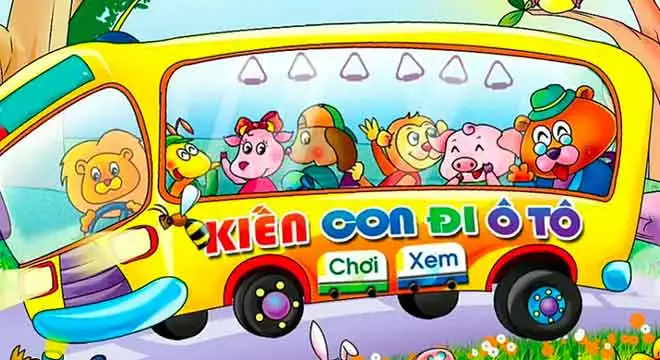 KIẾN CON ĐI Ô TÔ
Chơi Xem